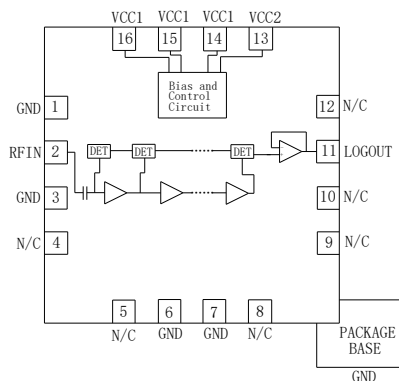 VCC1 VCC1 VCC1 VCC2
16 15 14 13
Bias and
Control
Circuit
GND 1
12 N/C
RFIN 2
DET DET DET
11 LOGOUT
GND 3
10 N/C
N/C 4
9 N/C
5 6 7 8
N/C GND GND N/C
PACKAGE
BASE
GND